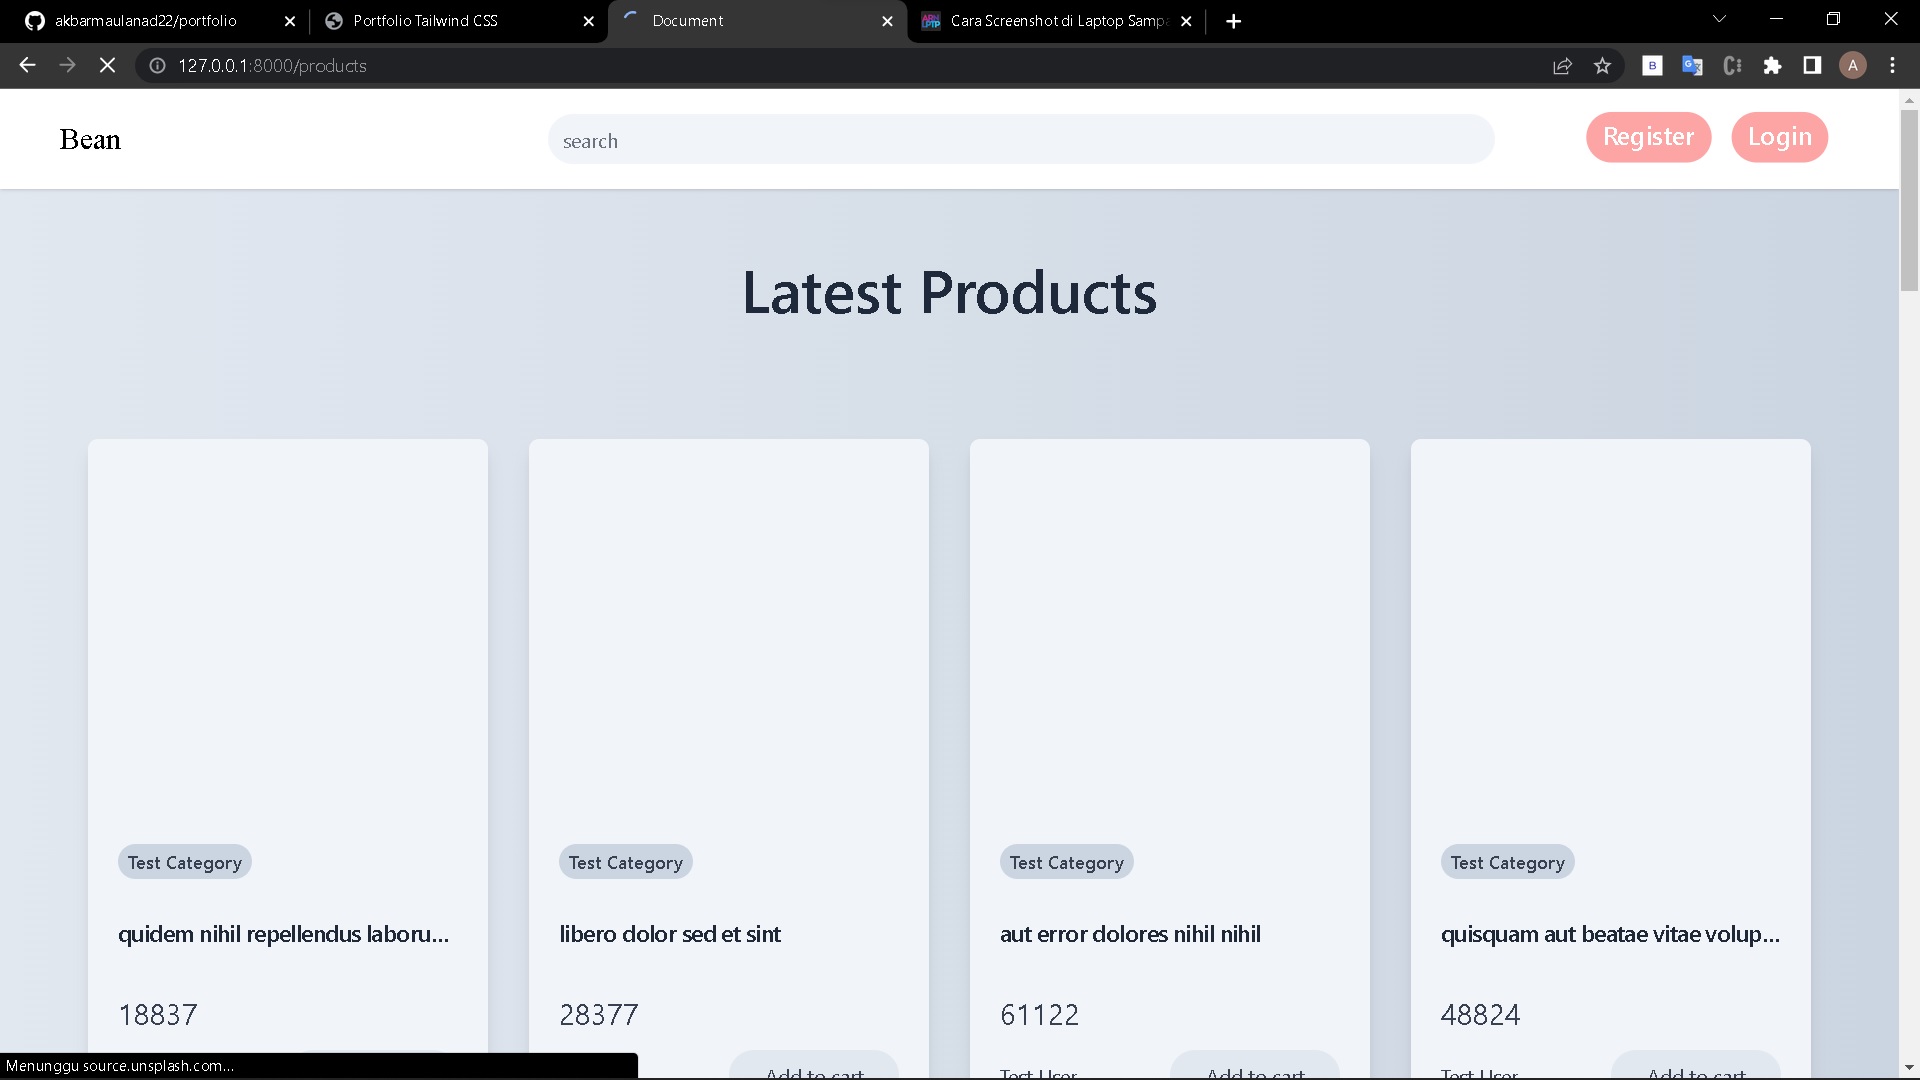 akbarmaulanad22/portfolio
Portfolio Tailwind CSS
Document
Cara Screenshot di Laptop Samp
127.0.0.1:8000/products
B
A
Bean
search
Register
Login
Latest Products
Test Category
Test Category
Test Category
Test Category
quidem nihil repellendus laboru...
libero dolor sed et sint
aut error dolores nihil nihil
quisquam aut beatae vitae volup...
18837
28377
61122
48824
Menunggu source.unsplash.com...
Add to cart
Test User
Add to cart
Test User
Add to cart